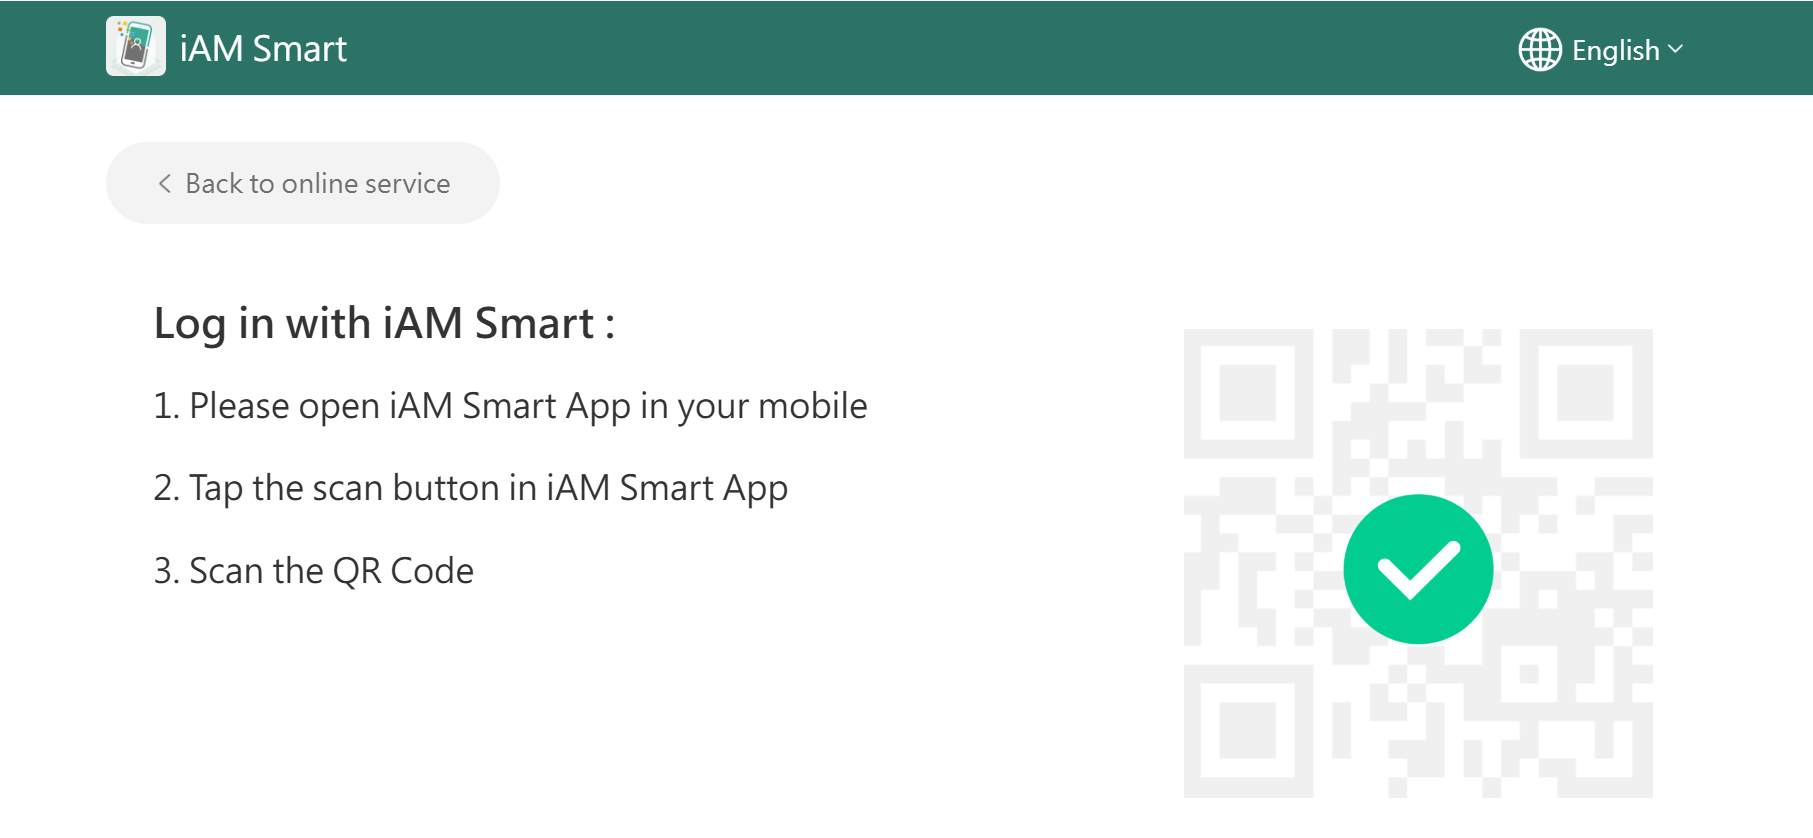 iAM Smart
English
Back to online service
Log in with iAM Smart :
1. Please open iAM Smart App in your mobile
2. Tap the scan button in iAM Smart App
3. Scan the QR Code